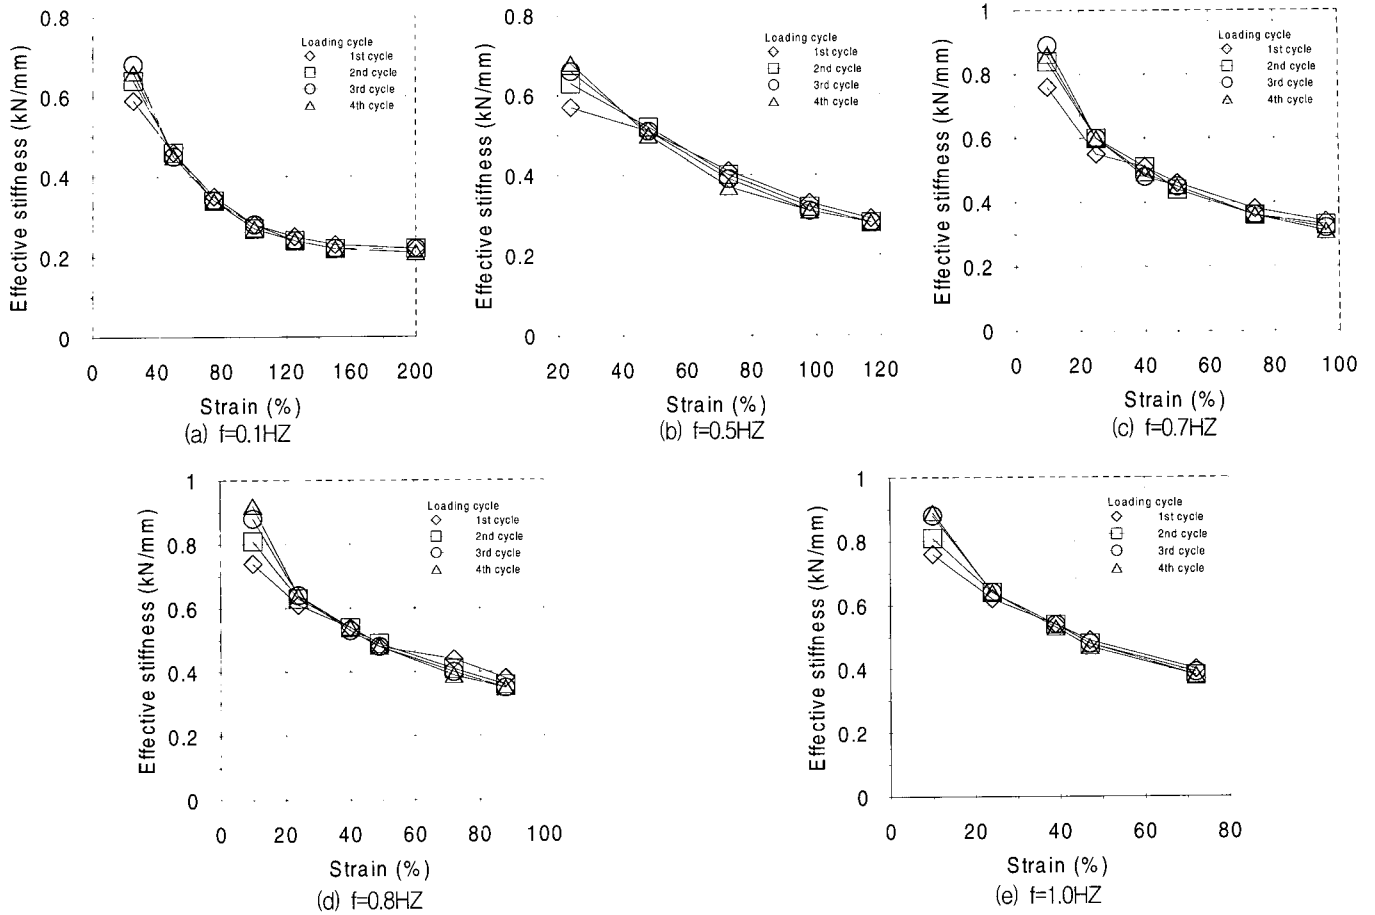 Effective stiffness (kN/mm)
0.8
0.6
0.4
0.2
0
Loading cycle
1st cycle
2nd cycle
3rd cycle
4th cycle
0 40 80 120 160 200
Strain (%)
(a) f=0.1HZ
Effective stiffness (kN/mm)
0.8
0.6
0.4
0.2
0
Loading cycle
1st cycle
2nd cycle
3rd cycle
4th cycle
20 40 60 80 100 120
Strain (%)
(b) f=0.5HZ
Effective stiffness (kN/mm)
1
0.8
0.6
0.4
0.2
0
Loading cycle
1st cycle
2nd cycle
3rd cycle
4th cycle
0 20 40 60 80 100
Strain (%)
(c) f=0.7HZ
Effective stiffness (kN/mm)
1
0.8
0.6
0.4
0.2
0
Loading cycle
1st cycle
2nd cycle
3rd cycle
4th cycle
0 20 40 60 80 100
Strain (%)
(d) f=0.8HZ
Effective stiffness (kN/mm)
1
0.8
0.6
0.4
0.2
0
Loading cycle
1st cycle
2nd cycle
3rd cycle
4th cycle
0 20 40 60 80
Strain (%)
(e) f=1.0HZ